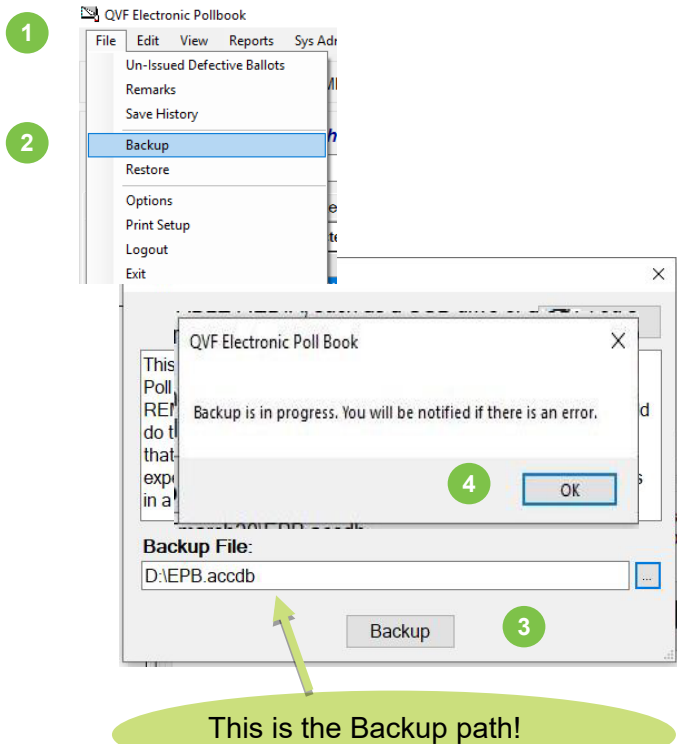 QVF Electronic Pollbook
1
File Edit View Reports Sys
Un-Issued Defective Ballots
Remarks
Save History
2
Backup
Restore
Options
Print Setup
Logout
Exit
QVF Electronic Poll Book
This
Poll
do
that
Backup is in progress. You will be notified if there is an error.
in a
4
OK
Backup File:
D:\EPB.accdb
...
Backup
3
This is the Backup path!